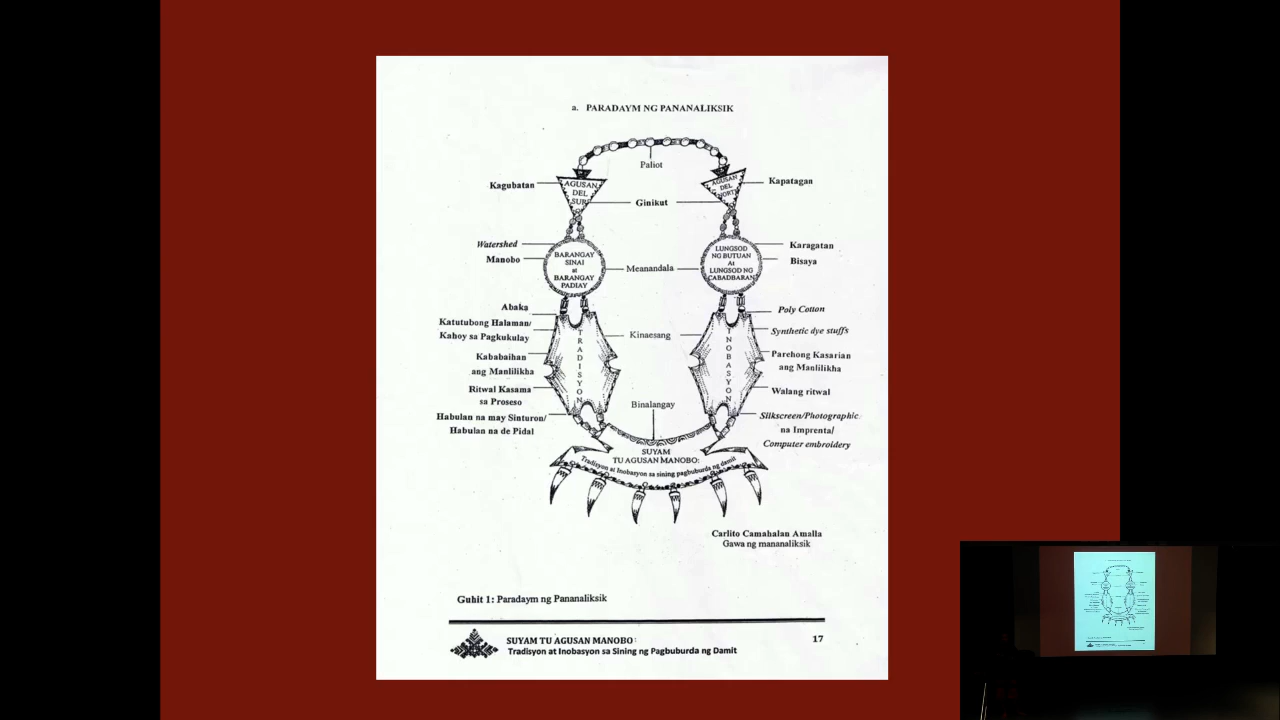 a. PARADAYM NG PANANALIKSIK
Paliot
Kagubatan
AGUSAN
DEL
SUR
Ginikut
AGUSAN
DEL
NORTE
Kapatagan
Watershed
Manobo
BARANGAY
SINAI
at
BARANGAY
PADIAY
Meanandala
LUNGSOD
NG BUTUAN
At
LUNGSOD NG
CABADBARAN
Karagatan
Bisaya
Abaka
Katutubong Halaman/
Kahoy sa Pagkukulay
Kababaihan
ang Manlilikha
Ritwal Kasama
sa Proseso
Habulan na may Sinturon/
Habulan na de Pidal
TRADISYON
Kinaesang
INOBASYON
Poly Cotton
Synthetic dye stuffs
Parehong Kasarian
ang Manlilikha
Walang ritwal
Silkscreen/Photographic
na Imprenta/
Computer embroidery
Binalangay
SUYAM
TU AGUSAN MANOBO:
Tradisyon at Inobasyon sa sining pagbuburda ng damit
Carlito Camahalan Amalla
Gawa ng mananaliksik
Guhit 1: Paradaym ng Pananaliksik
SUYAM TU AGUSAN MANOBO:
Tradisyon at Inobasyon sa Sining ng Pagbuburda ng Damit
17